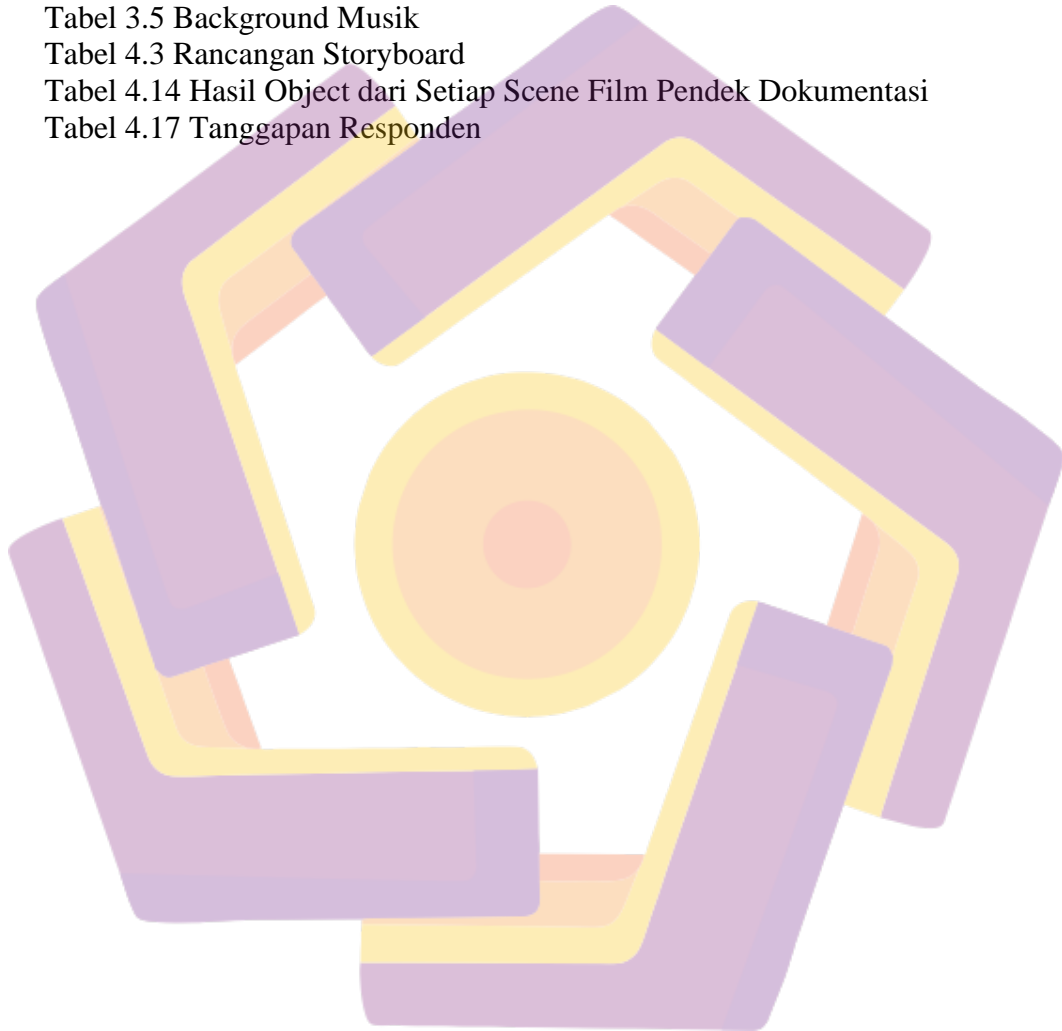 Tabel 3.5 Background Musik
Tabel 4.3 Rancangan Storyboard
Tabel 4.14 Hasil Object dari Setiap Scene Film Pendek Dokumentasi
Tabel 4.17 Tanggapan Responden